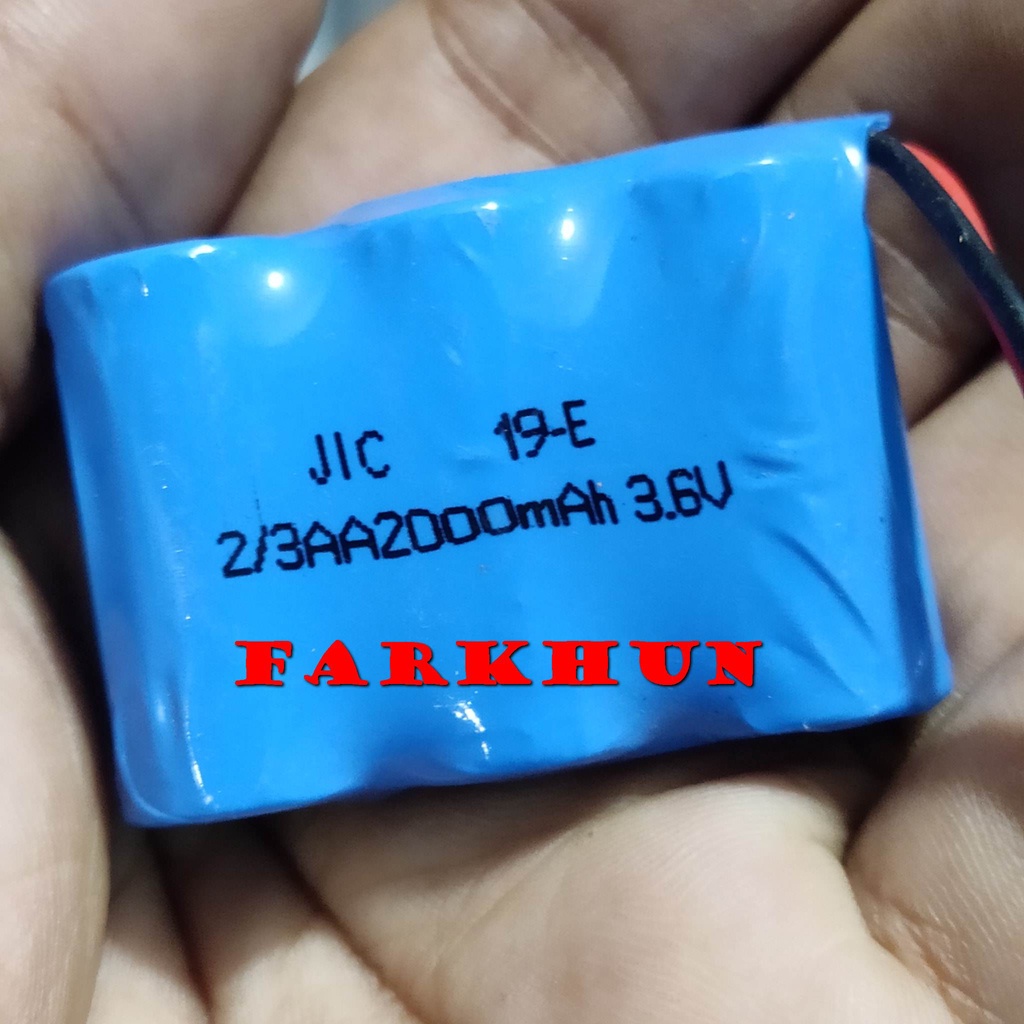 JIC 19-E
2/3AA2000mAh 3.6V
FARKHUN